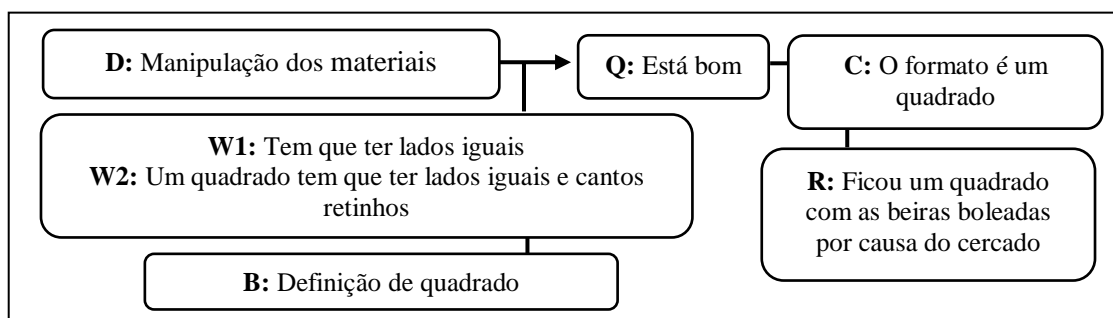 D: Manipulação dos materiais
Q: Está bom
C: O formato é um
quadrado
W1: Tem que ter lados iguais
W2: Um quadrado tem que ter lados iguais e cantos
retinhos
R: Ficou um quadrado
com as beiras boleadas
por causa do cercado
B: Definição de quadrado